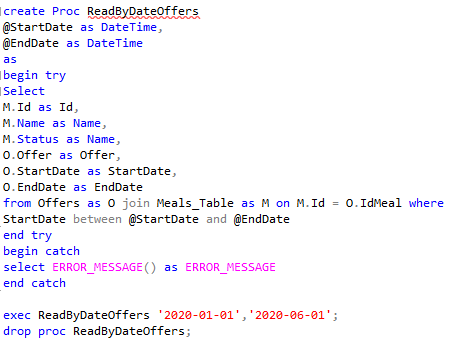 create Proc ReadByDateOffers
@StartDate as DateTime,
@EndDate as DateTime
as
begin try
Select
M.Id as Id,
M.Name as Name,
M.Status as Name,
O.Offer as Offer,
O.StartDate as StartDate,
O.EndDate as EndDate
from Offers as O join Meals_Table as M on M.Id = O.IdMeal where
StartDate between @StartDate and @EndDate
end try
begin catch
select ERROR_MESSAGE() as ERROR_MESSAGE
end catch
exec ReadByDateOffers '2020-01-01','2020-06-01';
drop proc ReadByDateOffers;